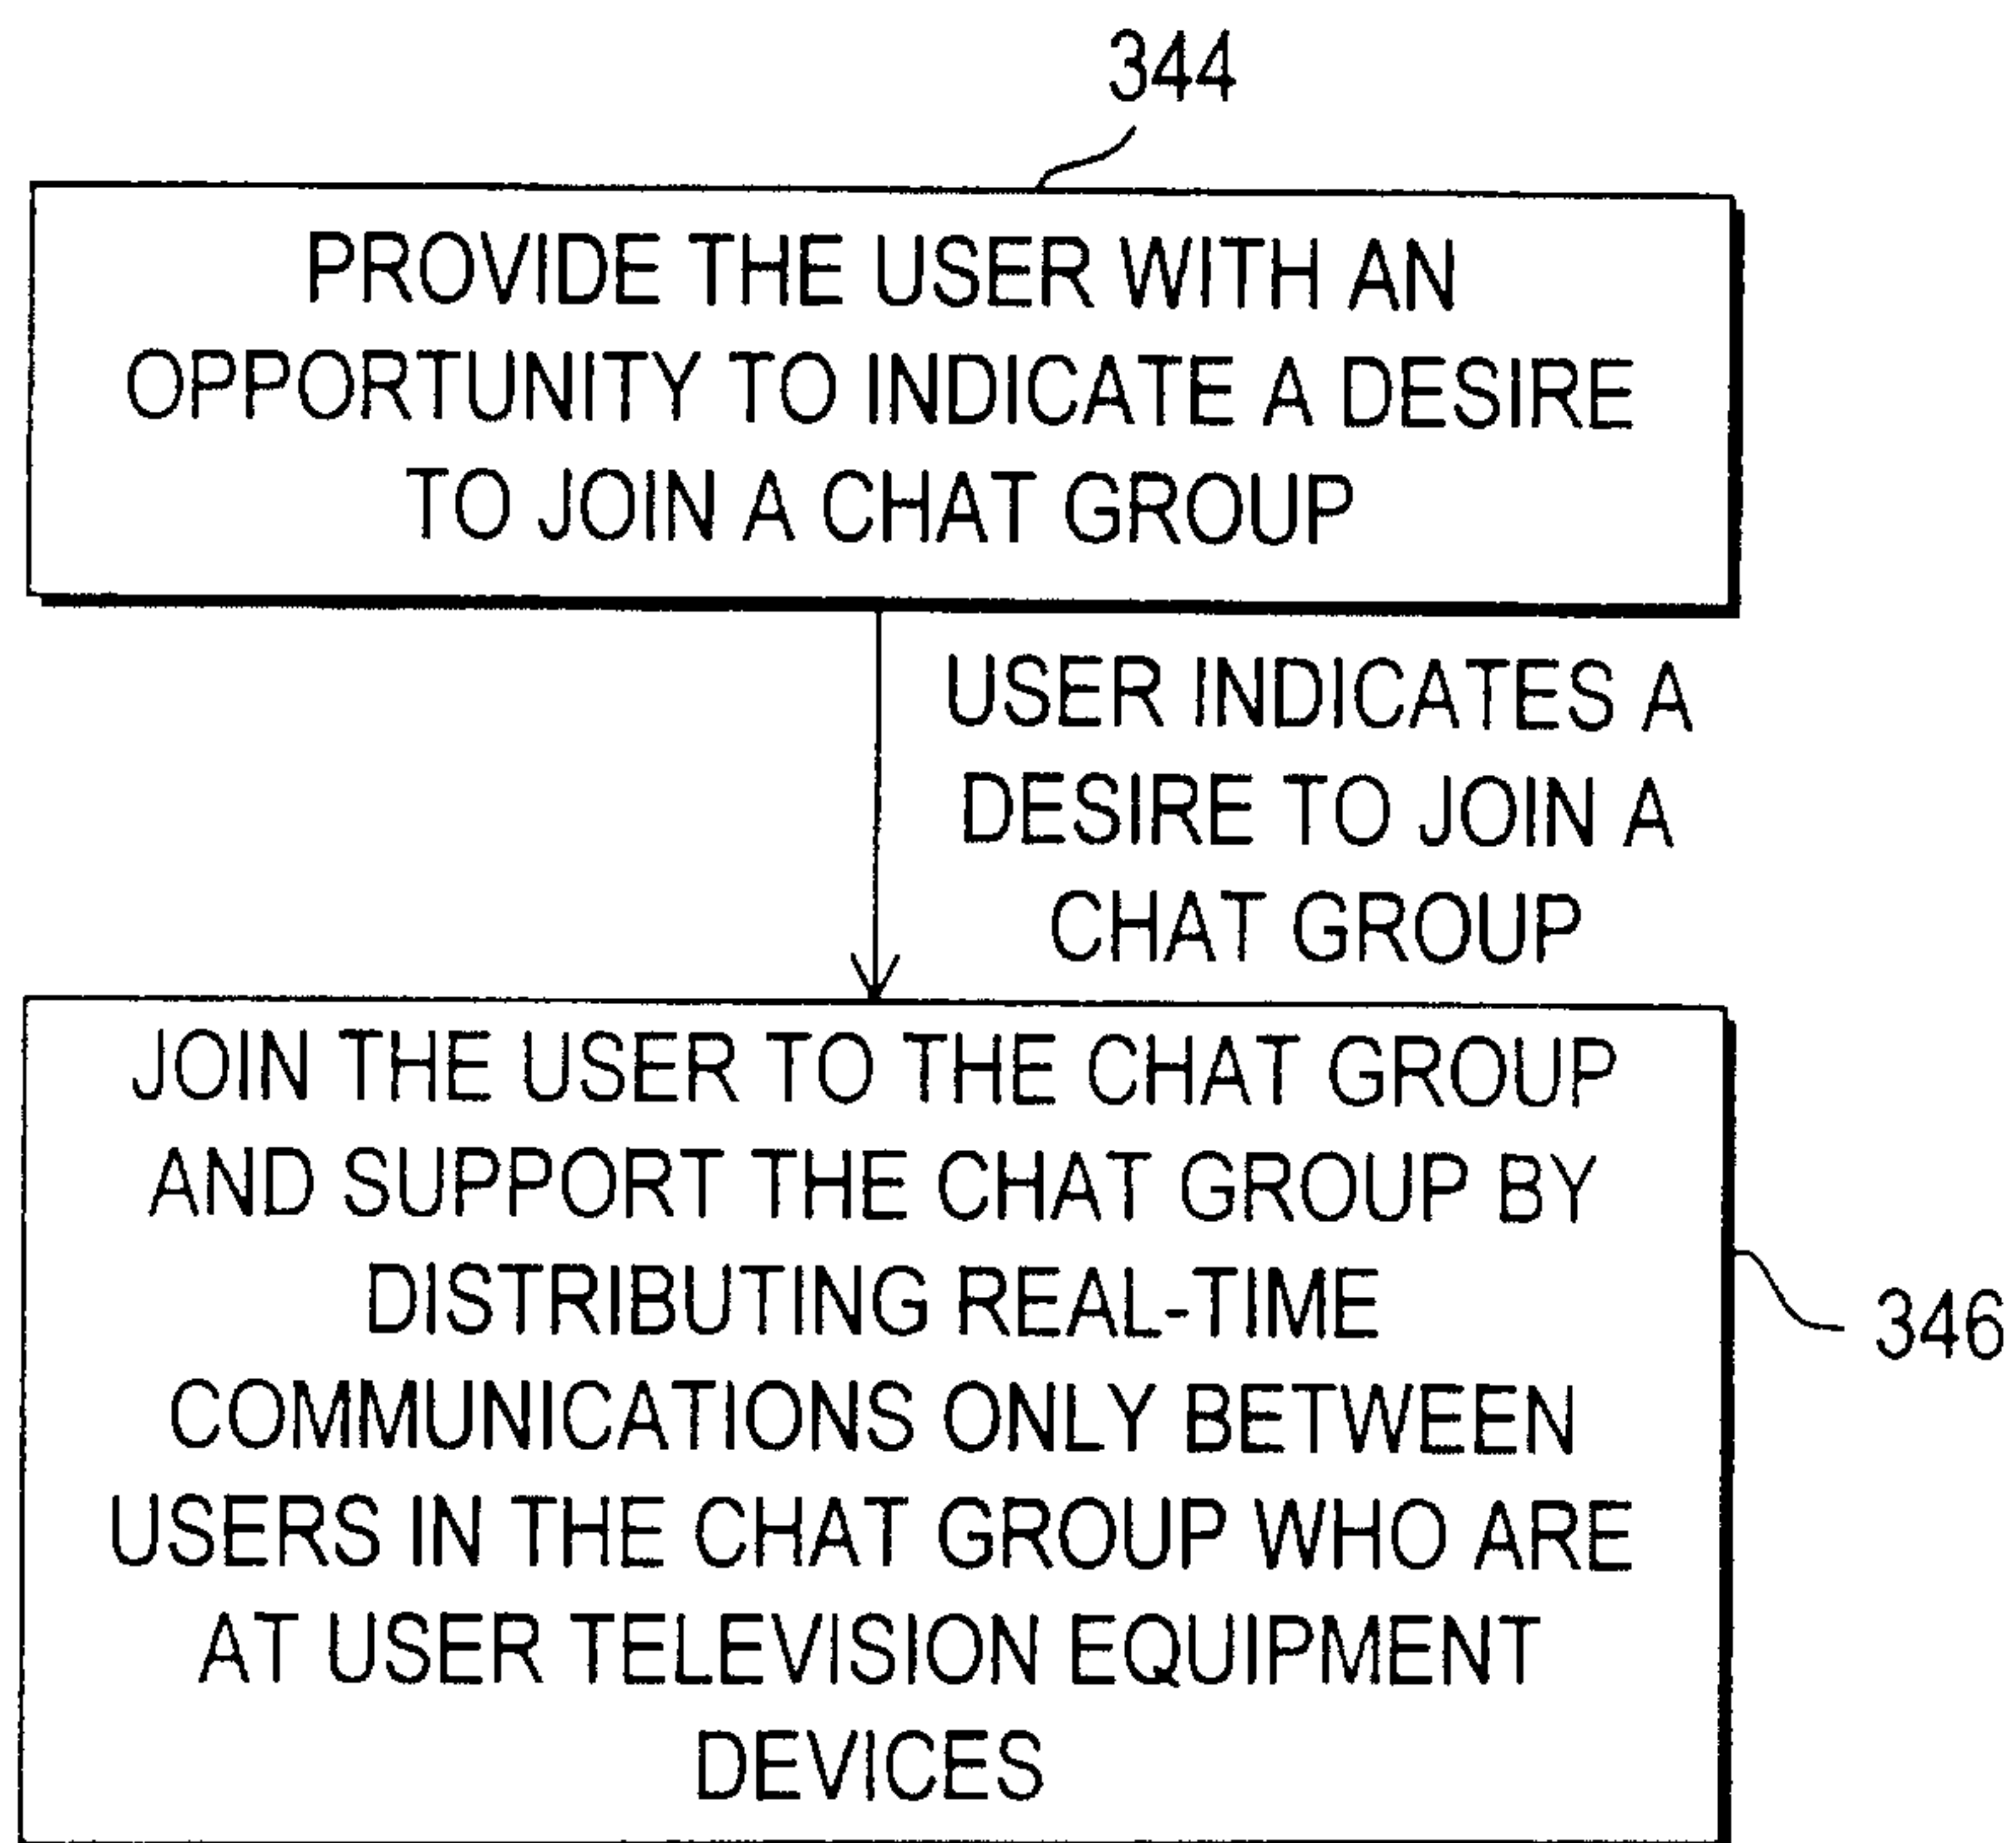 344
PROVIDE THE USER WITH AN
OPPORTUNITY TO INDICATE A DESIRE
TO JOIN A CHAT GROUP
USER INDICATES A
DESIRE TO JOIN A
CHAT GROUP
JOIN THE USER TO THE CHAT GROUP
AND SUPPORT THE CHAT GROUP BY
DISTRIBUTING REAL-TIME
COMMUNICATIONS ONLY BETWEEN
USERS IN THE CHAT GROUP WHO ARE
AT USER TELEVISION EQUIPMENT
DEVICES
346